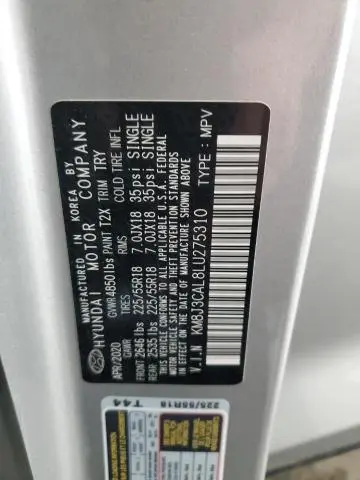 MANUFACTURED IN KOREA BY
HYUNDAI MOTOR COMPANY
GVWR 4850lbs PAINT T2X TRIM TRY
APR/2020 GAWR TIRES RIMS COLD TIRE INFL
FRONT 2646 lbs 225/55R18 7.0JX18 35psi SINGLE
REAR 2535 lbs 225/55R18 7.0JX18 35psi SINGLE
THIS VEHICLE CONFORMS TO ALL APPLICABLE U.S.A. FEDERAL
MOTOR VEHICLE SAFETY, BUMPER, AND THEFT PREVENTION
STANDARDS IN EFFECT ON THE DATE OF MANUFACTURE SHOWN ABOVE
V.I.N KM8J3CAL8LU275310
TYPE: MPV
225/55R18
T44